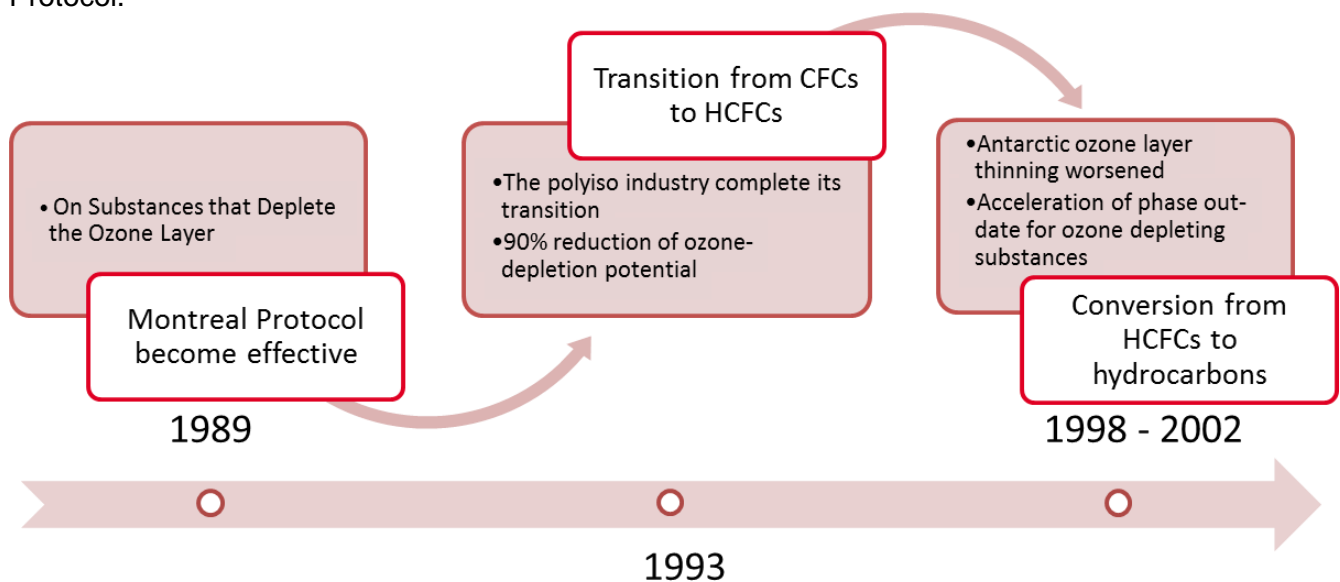 Protocol.
• On Substances that Deplete
the Ozone Layer
Montreal Protocol
become effective
1989
Transition from CFCs
to HCFCs
•The polyiso industry complete its
transition
•90% reduction of ozone-
depletion potential
1993
•Antarctic ozone layer
thinning worsened
•Acceleration of phase out-
date for ozone depleting
substances
Conversion from
HCFCs to
hydrocarbons
1998 - 2002